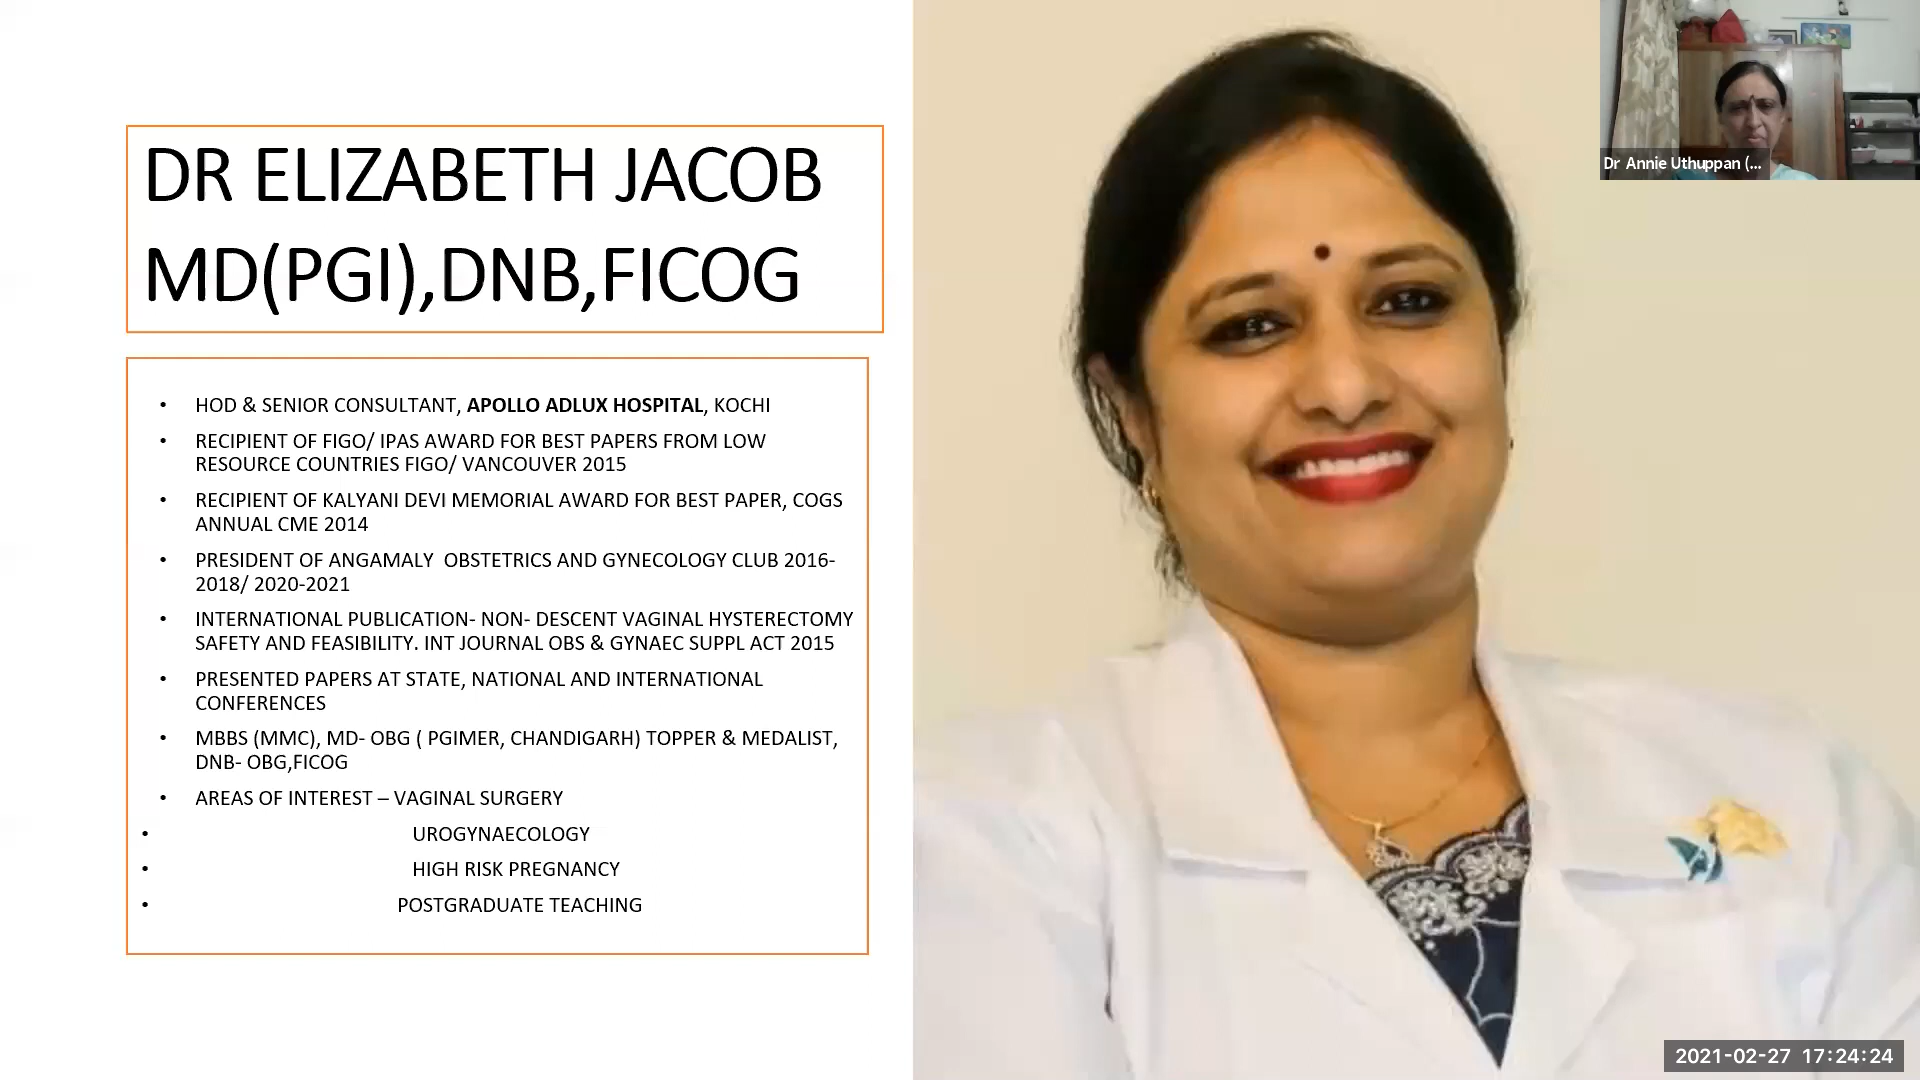 DR ELIZABETH JACOB
MD(PGI),DNB,FICOG
• HOD & SENIOR CONSULTANT, APOLLO ADLUX HOSPITAL, KOCHI
• RECIPIENT OF FIGO/ IPAS AWARD FOR BEST PAPERS FROM LOW
RESOURCE COUNTRIES FIGO/ VANCOUVER 2015
• RECIPIENT OF KALYANI DEVI MEMORIAL AWARD FOR BEST PAPER, COGS
ANNUAL CME 2014
• PRESIDENT OF ANGAMALY  OBSTETRICS AND GYNECOLOGY CLUB 2016-
2018/ 2020-2021
• INTERNATIONAL PUBLICATION- NON- DESCENT VAGINAL HYSTERECTOMY
SAFETY AND FEASIBILITY. INT JOURNAL OBS & GYNAEC SUPPL ACT 2015
• PRESENTED PAPERS AT STATE, NATIONAL AND INTERNATIONAL
CONFERENCES
• MBBS (MMC), MD- OBG ( PGIMER, CHANDIGARH) TOPPER & MEDALIST,
DNB- OBG,FICOG
• AREAS OF INTEREST – VAGINAL SURGERY
• UROGYNAECOLOGY
• HIGH RISK PREGNANCY
• POSTGRADUATE TEACHING
Dr Annie Uthuppan (...
2021-02-27 17:24:24